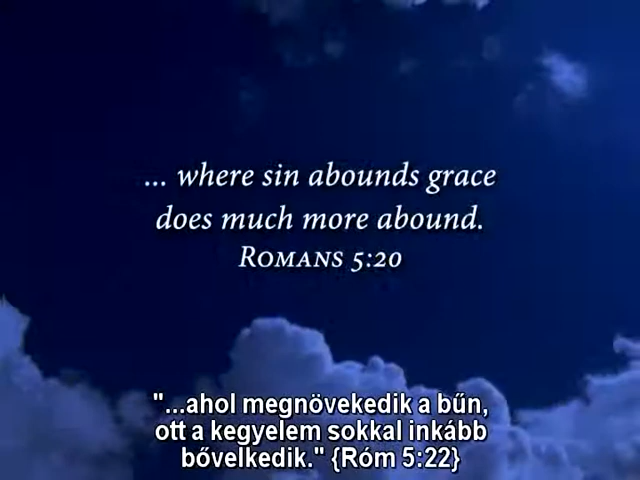 ... where sin abounds grace
does much more abound.
ROMANS 5:20
"...ahol megnövekedik a bűn,
ott a kegyelem sokkal inkább
bővelkedik." {Róm 5:22}